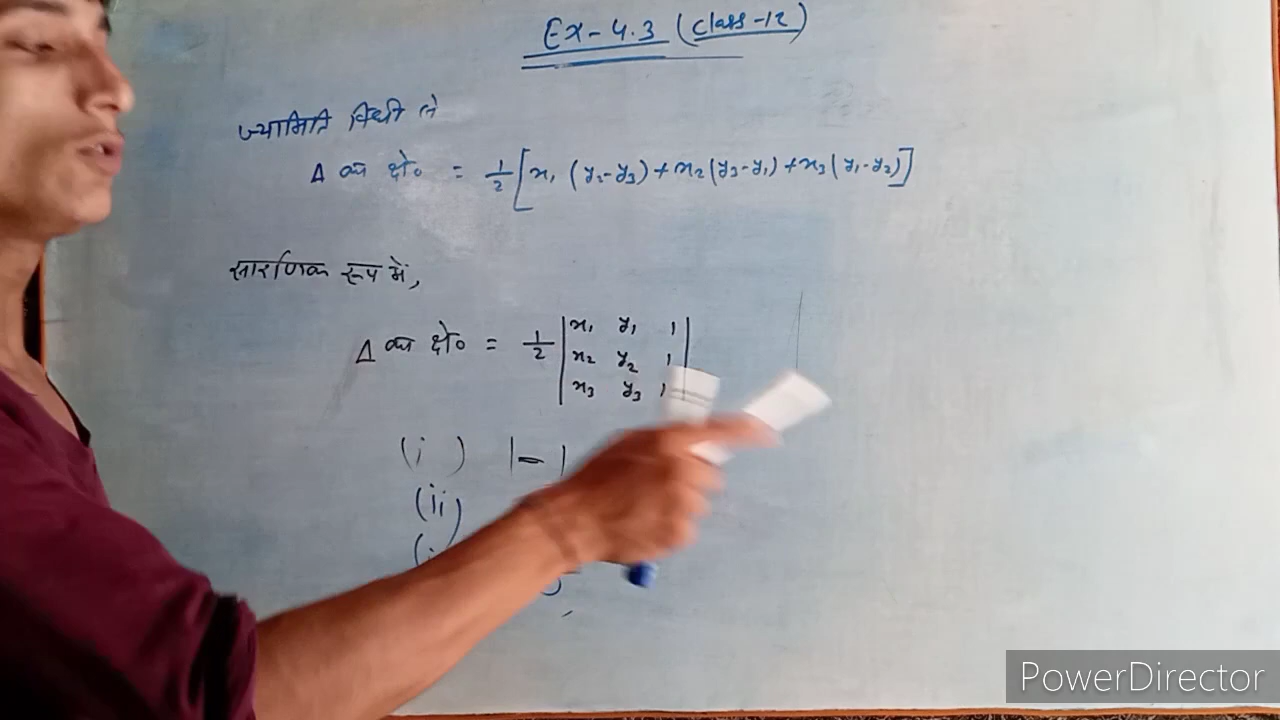 Ex-4.3 (Class-12)
ज्यामिति विधी से
Δ का क्षे० = 1/2 [x₁ (y₂-y₃) + x₂ (y₃-y₁) + x₃ (y₁-y₂)]
सारणिक रूप में,
Δ का क्षे० = 1/2 | x₁ y₁ 1 |
| x₂ y₂ 1 |
| x₃ y₃ 1
(i) |-|
(ii)
PowerDirector